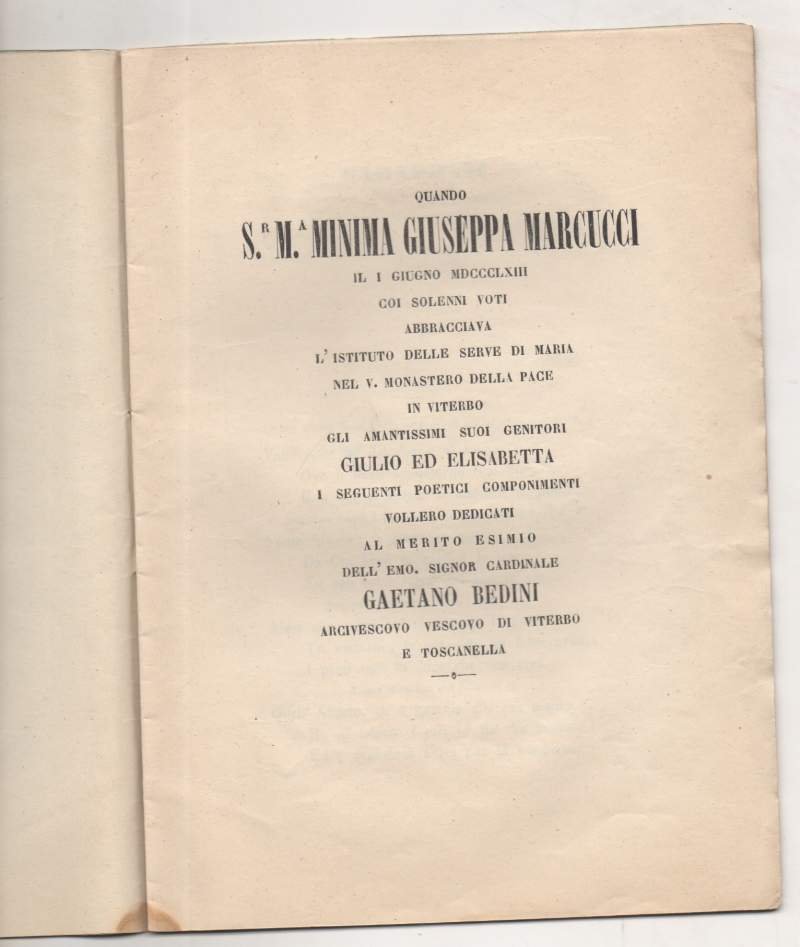 QUANDO
S.R M.A MINIMA GIUSEPPA MARCUCCI
IL 1 GIUGNO MDCCCLXIII
COI SOLENNI VOTI
ABBRACCIAVA
L'ISTITUTO DELLE SERVE DI MARIA
NEL V. MONASTERO DELLA PACE
IN VITERBO
GLI AMANTISSIMI SUOI GENITORI
GIULIO ED ELISABETTA
I SEGUENTI POETICI COMPONIMENTI
VOLLERO DEDICATI
AL MERITO ESIMIO
DELL'EMO. SIGNOR CARDINALE
GAETANO BEDINI
ARCIVESCOVO VESCOVO DI VITERBO
E TOSCANELLA